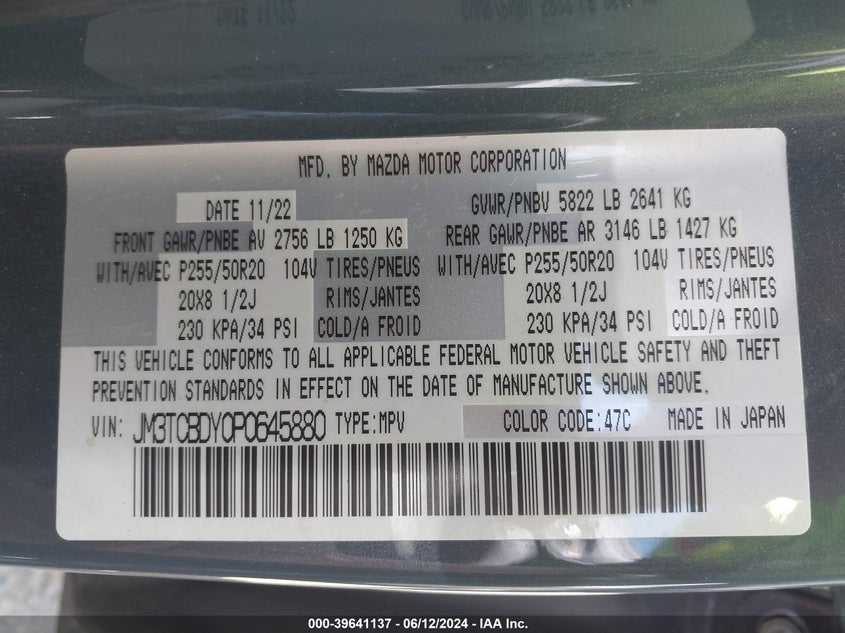 MFD. BY MAZDA MOTOR CORPORATION
DATE 11/22 GVWR/PNBV 5822 LB 2641 KG
FRONT GAWR/PNBE AV 2756 LB 1250 KG REAR GAWR/PNBE AR 3146 LB 1427 KG
WITH/AVEC P255/50R20 104V TIRES/PNEUS WITH/AVEC P255/50R20 104V TIRES/PNEUS
20X8 1/2J RIMS/JANTES 20X8 1/2J RIMS/JANTES
230 KPA/34 PSI COLD/A FROID 230 KPA/34 PSI COLD/A FROID
THIS VEHICLE CONFORMS TO ALL APPLICABLE FEDERAL MOTOR VEHICLE SAFETY AND THEFT
PREVENTION STANDARDS IN EFFECT ON THE DATE OF MANUFACTURE SHOWN ABOVE.
VIN: JM3TCBDY0P0645880 TYPE:MPV COLOR CODE:47C MADE IN JAPAN
000-39641137 - 06/12/2024 - IAA Inc.